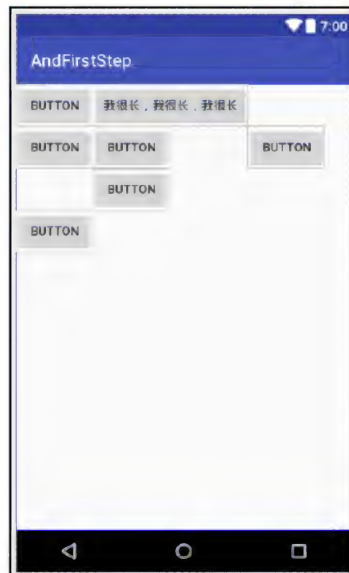 7:00
AndFirstStep
BUTTON 我很长，我很长，我很长
BUTTON BUTTON BUTTON
BUTTON
BUTTON